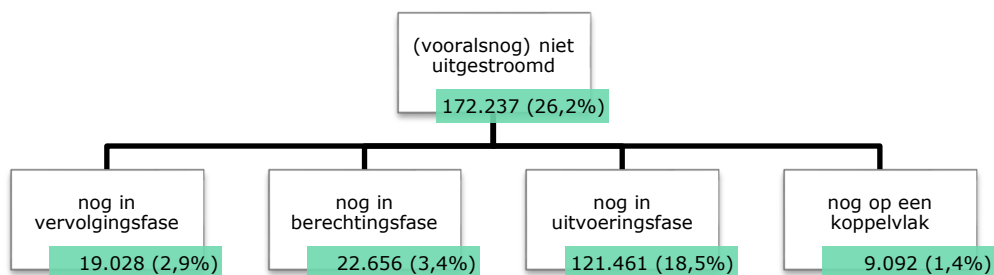 (vooralsnog) niet
uitgestroomd
172.237 (26,2%)
nog in
vervolgingsfase
19.028 (2,9%)
nog in
berechtingsfase
22.656 (3,4%)
nog in
uitvoeringsfase
121.461 (18,5%)
nog op een
koppelvlak
9.092 (1,4%)